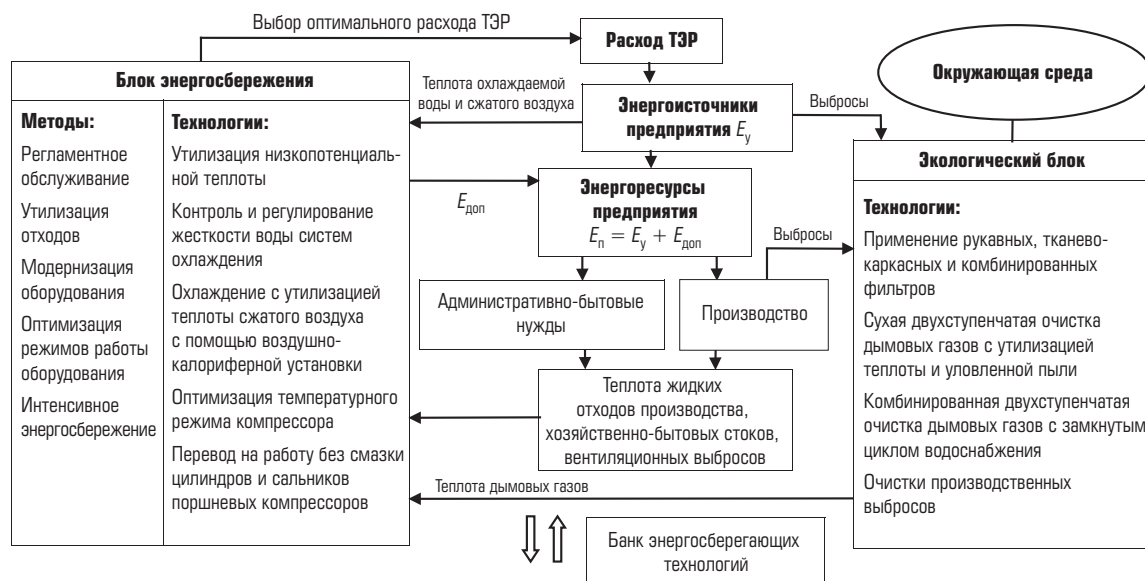 Выбор оптимального расхода ТЭР
Расход ТЭР
Блок энергосбережения
Методы:
Регламентное
обслуживание
Утилизация
отходов
Модернизация
оборудования
Оптимизация
режимов работы
оборудования
Интенсивное
энергосбережение
Технологии:
Утилизация низкопотенциаль-
ной теплоты
Контроль и регулирование
жесткости воды систем
охлаждения
Охлаждение с утилизацией
теплоты сжатого воздуха
с помощью воздушно-
калориферной установки
Оптимизация температурного
режима компрессора
Перевод на работу без смазки
цилиндров и сальников
поршневых компрессоров
Теплота охлаждаемой
воды и сжатого воздуха
Энергоисточники
предприятия Eу
Выбросы
Eдоп
Энергоресурсы
предприятия
Eп = Eу + Eдоп
Выбросы
Административно-бытовые
нужды
Производство
Теплота жидких
отходов производства,
хозяйственно-бытовых стоков,
вентиляционных выбросов
Теплота дымовых газов
Банк энергосберегающих
технологий
Окружающая среда
Экологический блок
Технологии:
Применение рукавных, тканево-
каркасных и комбинированных
фильтров
Сухая двухступенчатая очистка
дымовых газов с утилизацией
теплоты и уловленной пыли
Комбинированная двухступенчатая
очистка дымовых газов с замкнутым
циклом водоснабжения
Очистки производственных
выбросов